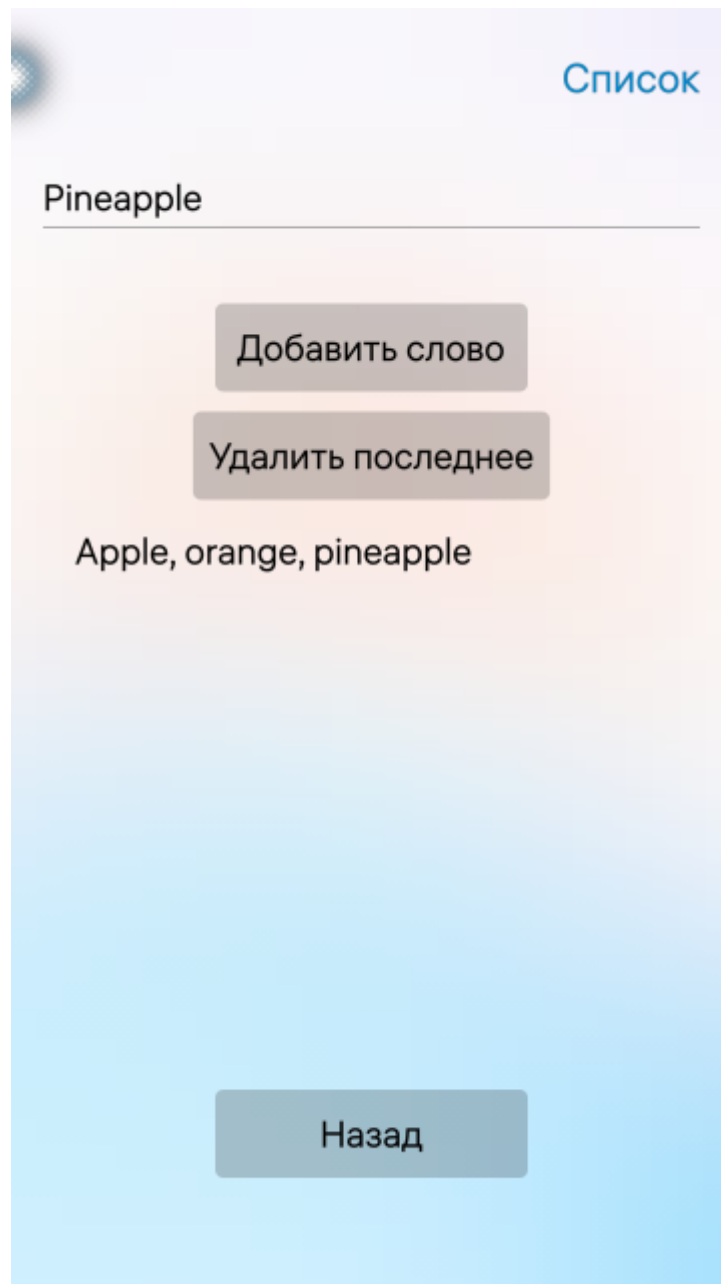 Список
Pineapple
Добавить слово
Удалить последнее
Apple, orange, pineapple
Назад